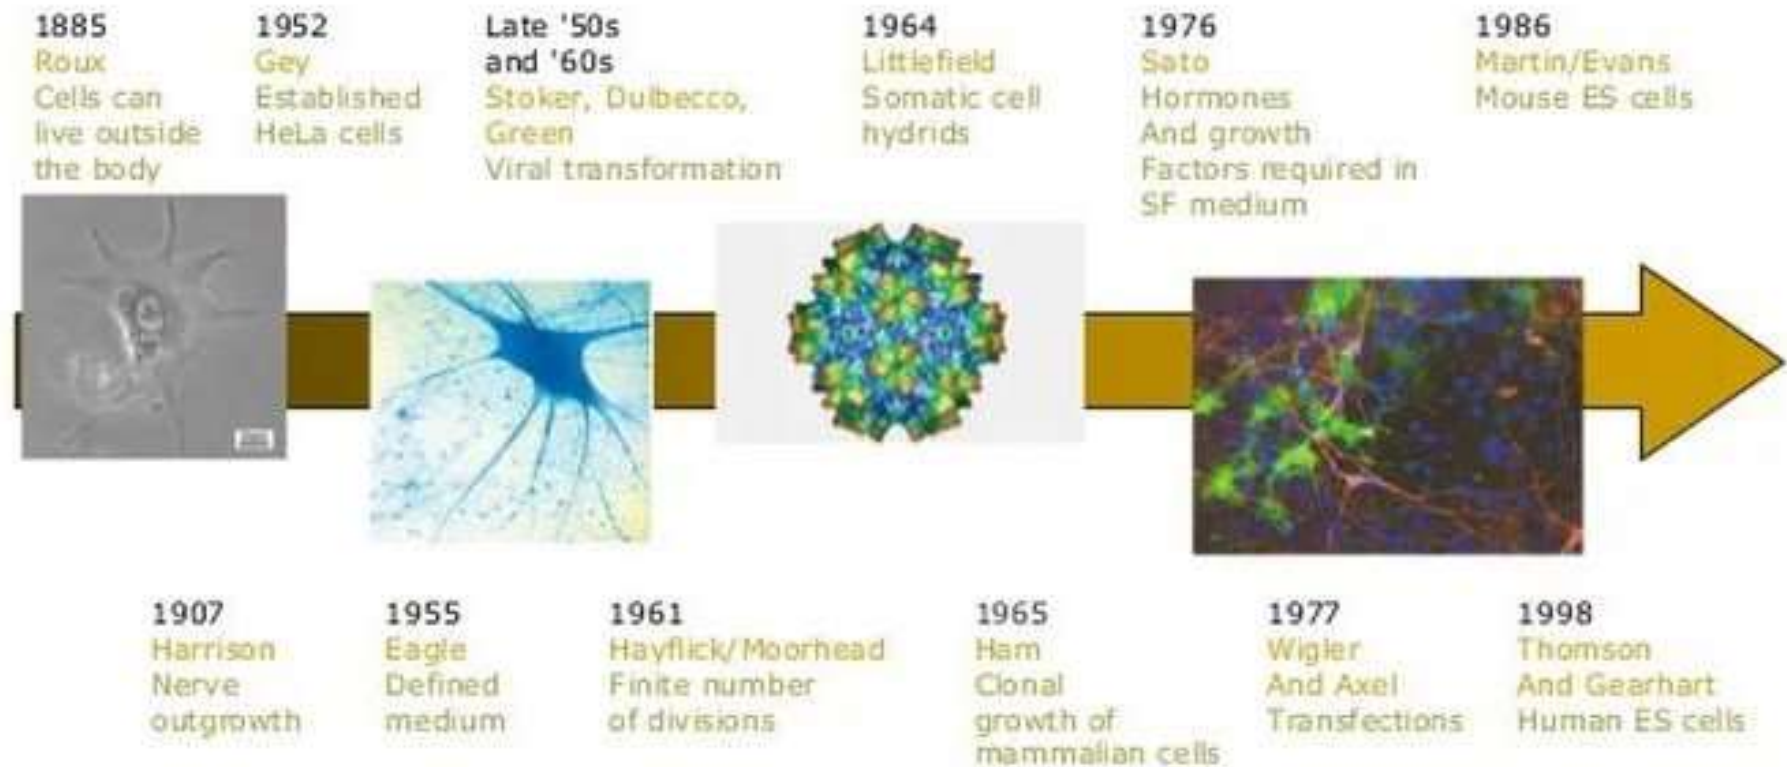 1885
Roux
Cells can
live outside
the body
1952
Gey
Established
HeLa cells
Late '50s
and '60s
Stoker, Dulbecco,
Green
Viral transformation
1964
Littlefield
Somatic cell
hydrids
1976
Sato
Hormones
And growth
Factors required in
SF medium
1986
Martin/Evans
Mouse ES cells
1907
Harrison
Nerve
outgrowth
1955
Eagle
Defined
medium
1961
Hayflick/Moorhead
Finite number
of divisions
1965
Ham
Clonal
growth of
mammalian cells
1977
Wigler
And Axel
Transfections
1998
Thomson
And Gearhart
Human ES cells